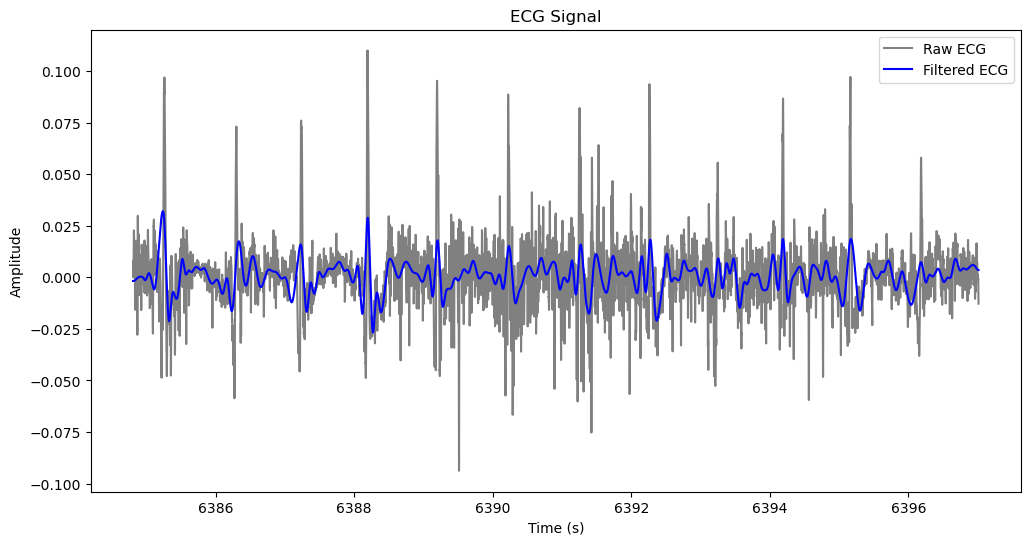 ECG Signal
Raw ECG
Filtered ECG
Amplitude
0.100
0.075
0.050
0.025
0.000
−0.025
−0.050
−0.075
−0.100
6386 6388 6390 6392 6394 6396
Time (s)